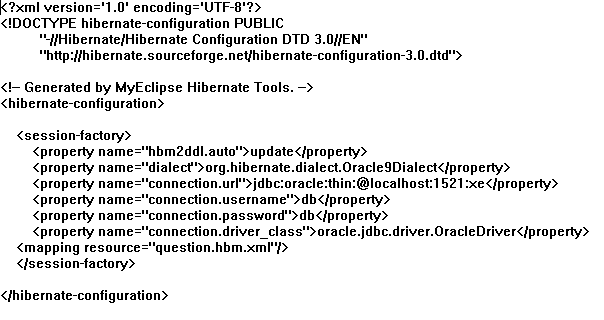 <?xml version='1.0' encoding='UTF-8'?>
<!DOCTYPE hibernate-configuration PUBLIC
"-//Hibernate/Hibernate Configuration DTD 3.0//EN"
"http://hibernate.sourceforge.net/hibernate-configuration-3.0.dtd">
<!-- Generated by MyEclipse Hibernate Tools. -->
<hibernate-configuration>
<session-factory>
<property name="hbm2ddl.auto">update</property>
<property name="dialect">org.hibernate.dialect.Oracle9Dialect</property>
<property name="connection.url">jdbc:oracle:thin:@localhost:1521:xe</property>
<property name="connection.username">db</property>
<property name="connection.password">db</property>
<property name="connection.driver_class">oracle.jdbc.driver.OracleDriver</property>
<mapping resource="question.hbm.xml"/>
</session-factory>
</hibernate-configuration>